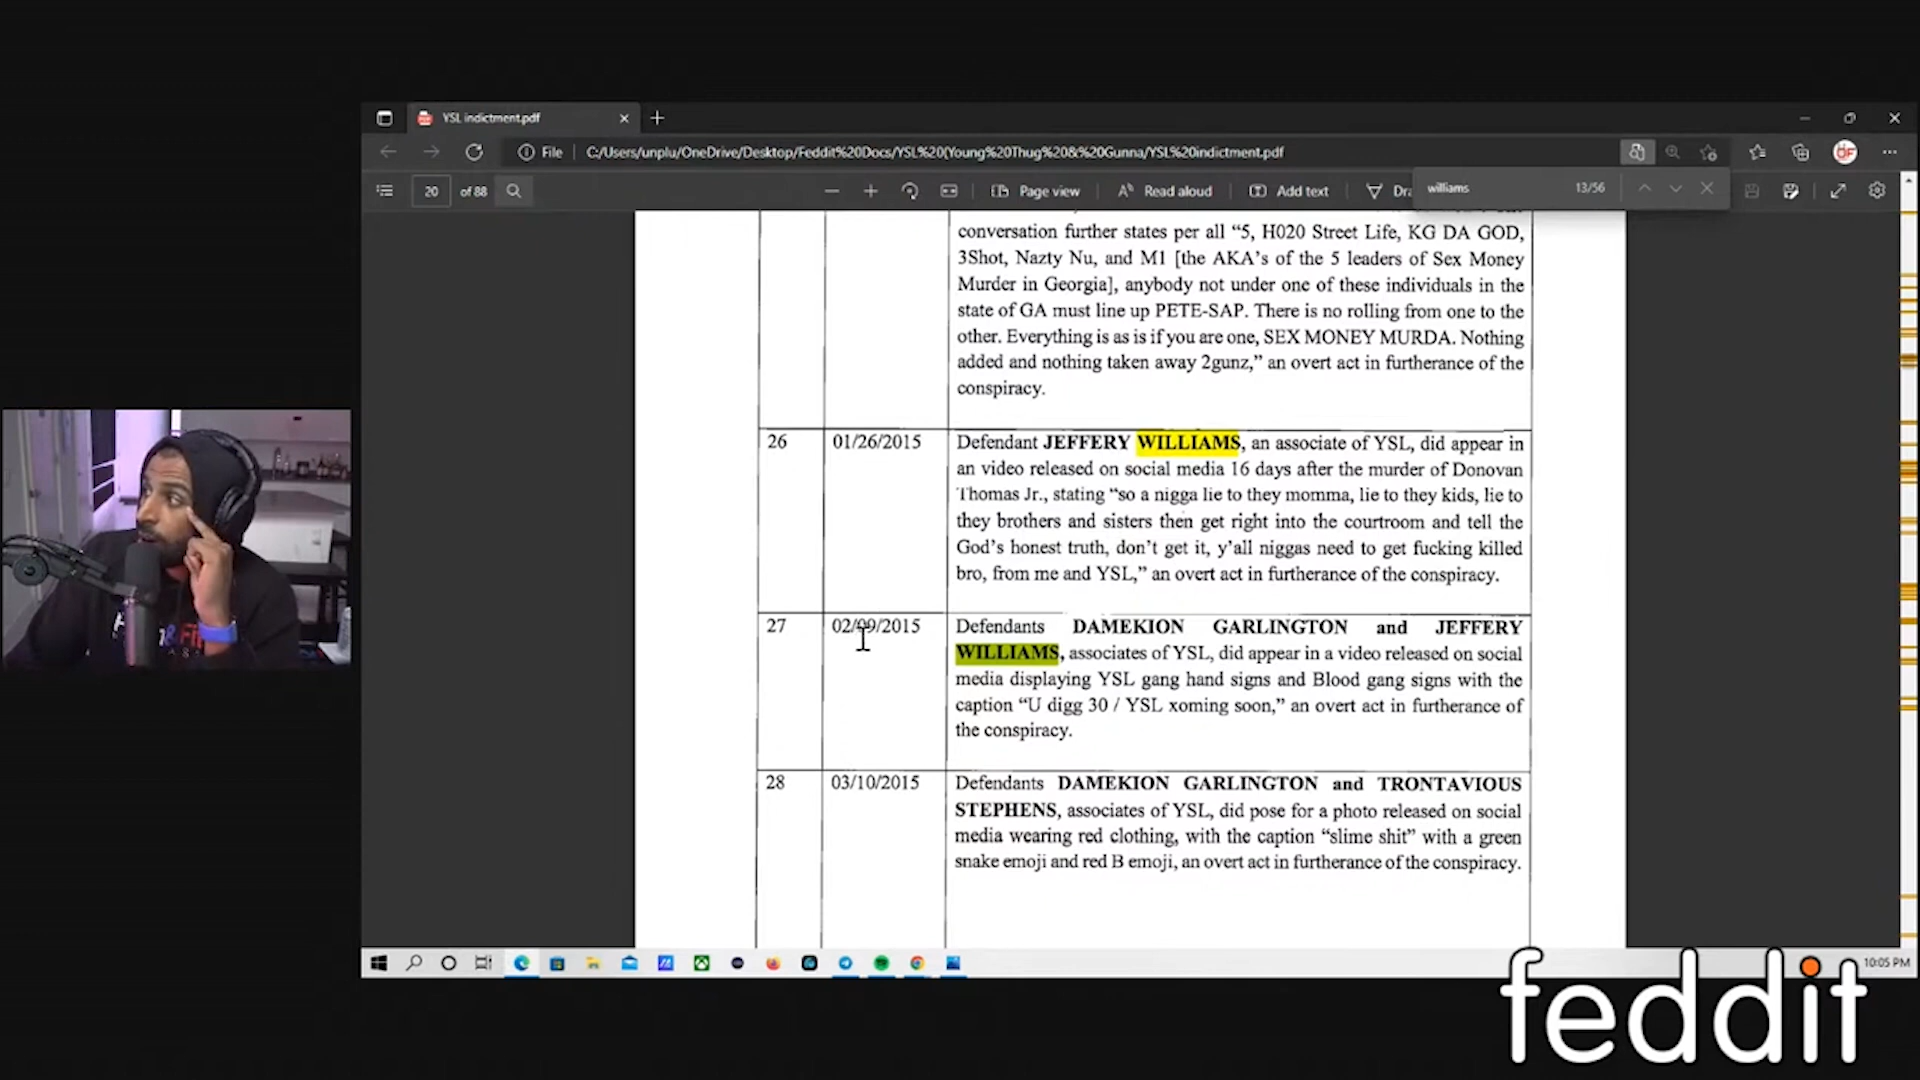 YSL indictment.pdf
File C:/Users/unplu/OneDrive/Desktop/Feddit%20Docs/YSL%20(Young%20Thug%20&%20Gunna/YSL%20indictment.pdf
20 of 88 Page view Read aloud Add text williams 13/56
conversation further states per all “5, H020 Street Life, KG DA GOD,
3Shot, Nazty Nu, and M1 [the AKA’s of the 5 leaders of Sex Money
Murder in Georgia], anybody not under one of these individuals in the
state of GA must line up PETE-SAP. There is no rolling from one to the
other. Everything is as is if you are one, SEX MONEY MURDA. Nothing
added and nothing taken away 2gunz,” an overt act in furtherance of the
conspiracy.
26 01/26/2015 Defendant JEFFERY WILLIAMS, an associate of YSL, did appear in
an video released on social media 16 days after the murder of Donovan
Thomas Jr., stating “so a nigga lie to they momma, lie to they kids, lie to
they brothers and sisters then get right into the courtroom and tell the
God’s honest truth, don’t get it, y’all niggas need to get fucking killed
bro, from me and YSL,” an overt act in furtherance of the conspiracy.
27 02/09/2015 Defendants DAMEKION GARLINGTON and JEFFERY
WILLIAMS, associates of YSL, did appear in a video released on social
media displaying YSL gang hand signs and Blood gang signs with the
caption “U digg 30 / YSL xoming soon,” an overt act in furtherance of
the conspiracy.
28 03/10/2015 Defendants DAMEKION GARLINGTON and TRONTAVIOUS
STEPHENS, associates of YSL, did pose for a photo released on social
media wearing red clothing, with the caption “slime shit” with a green
snake emoji and red B emoji, an overt act in furtherance of the conspiracy.
10:05 PM
feddit